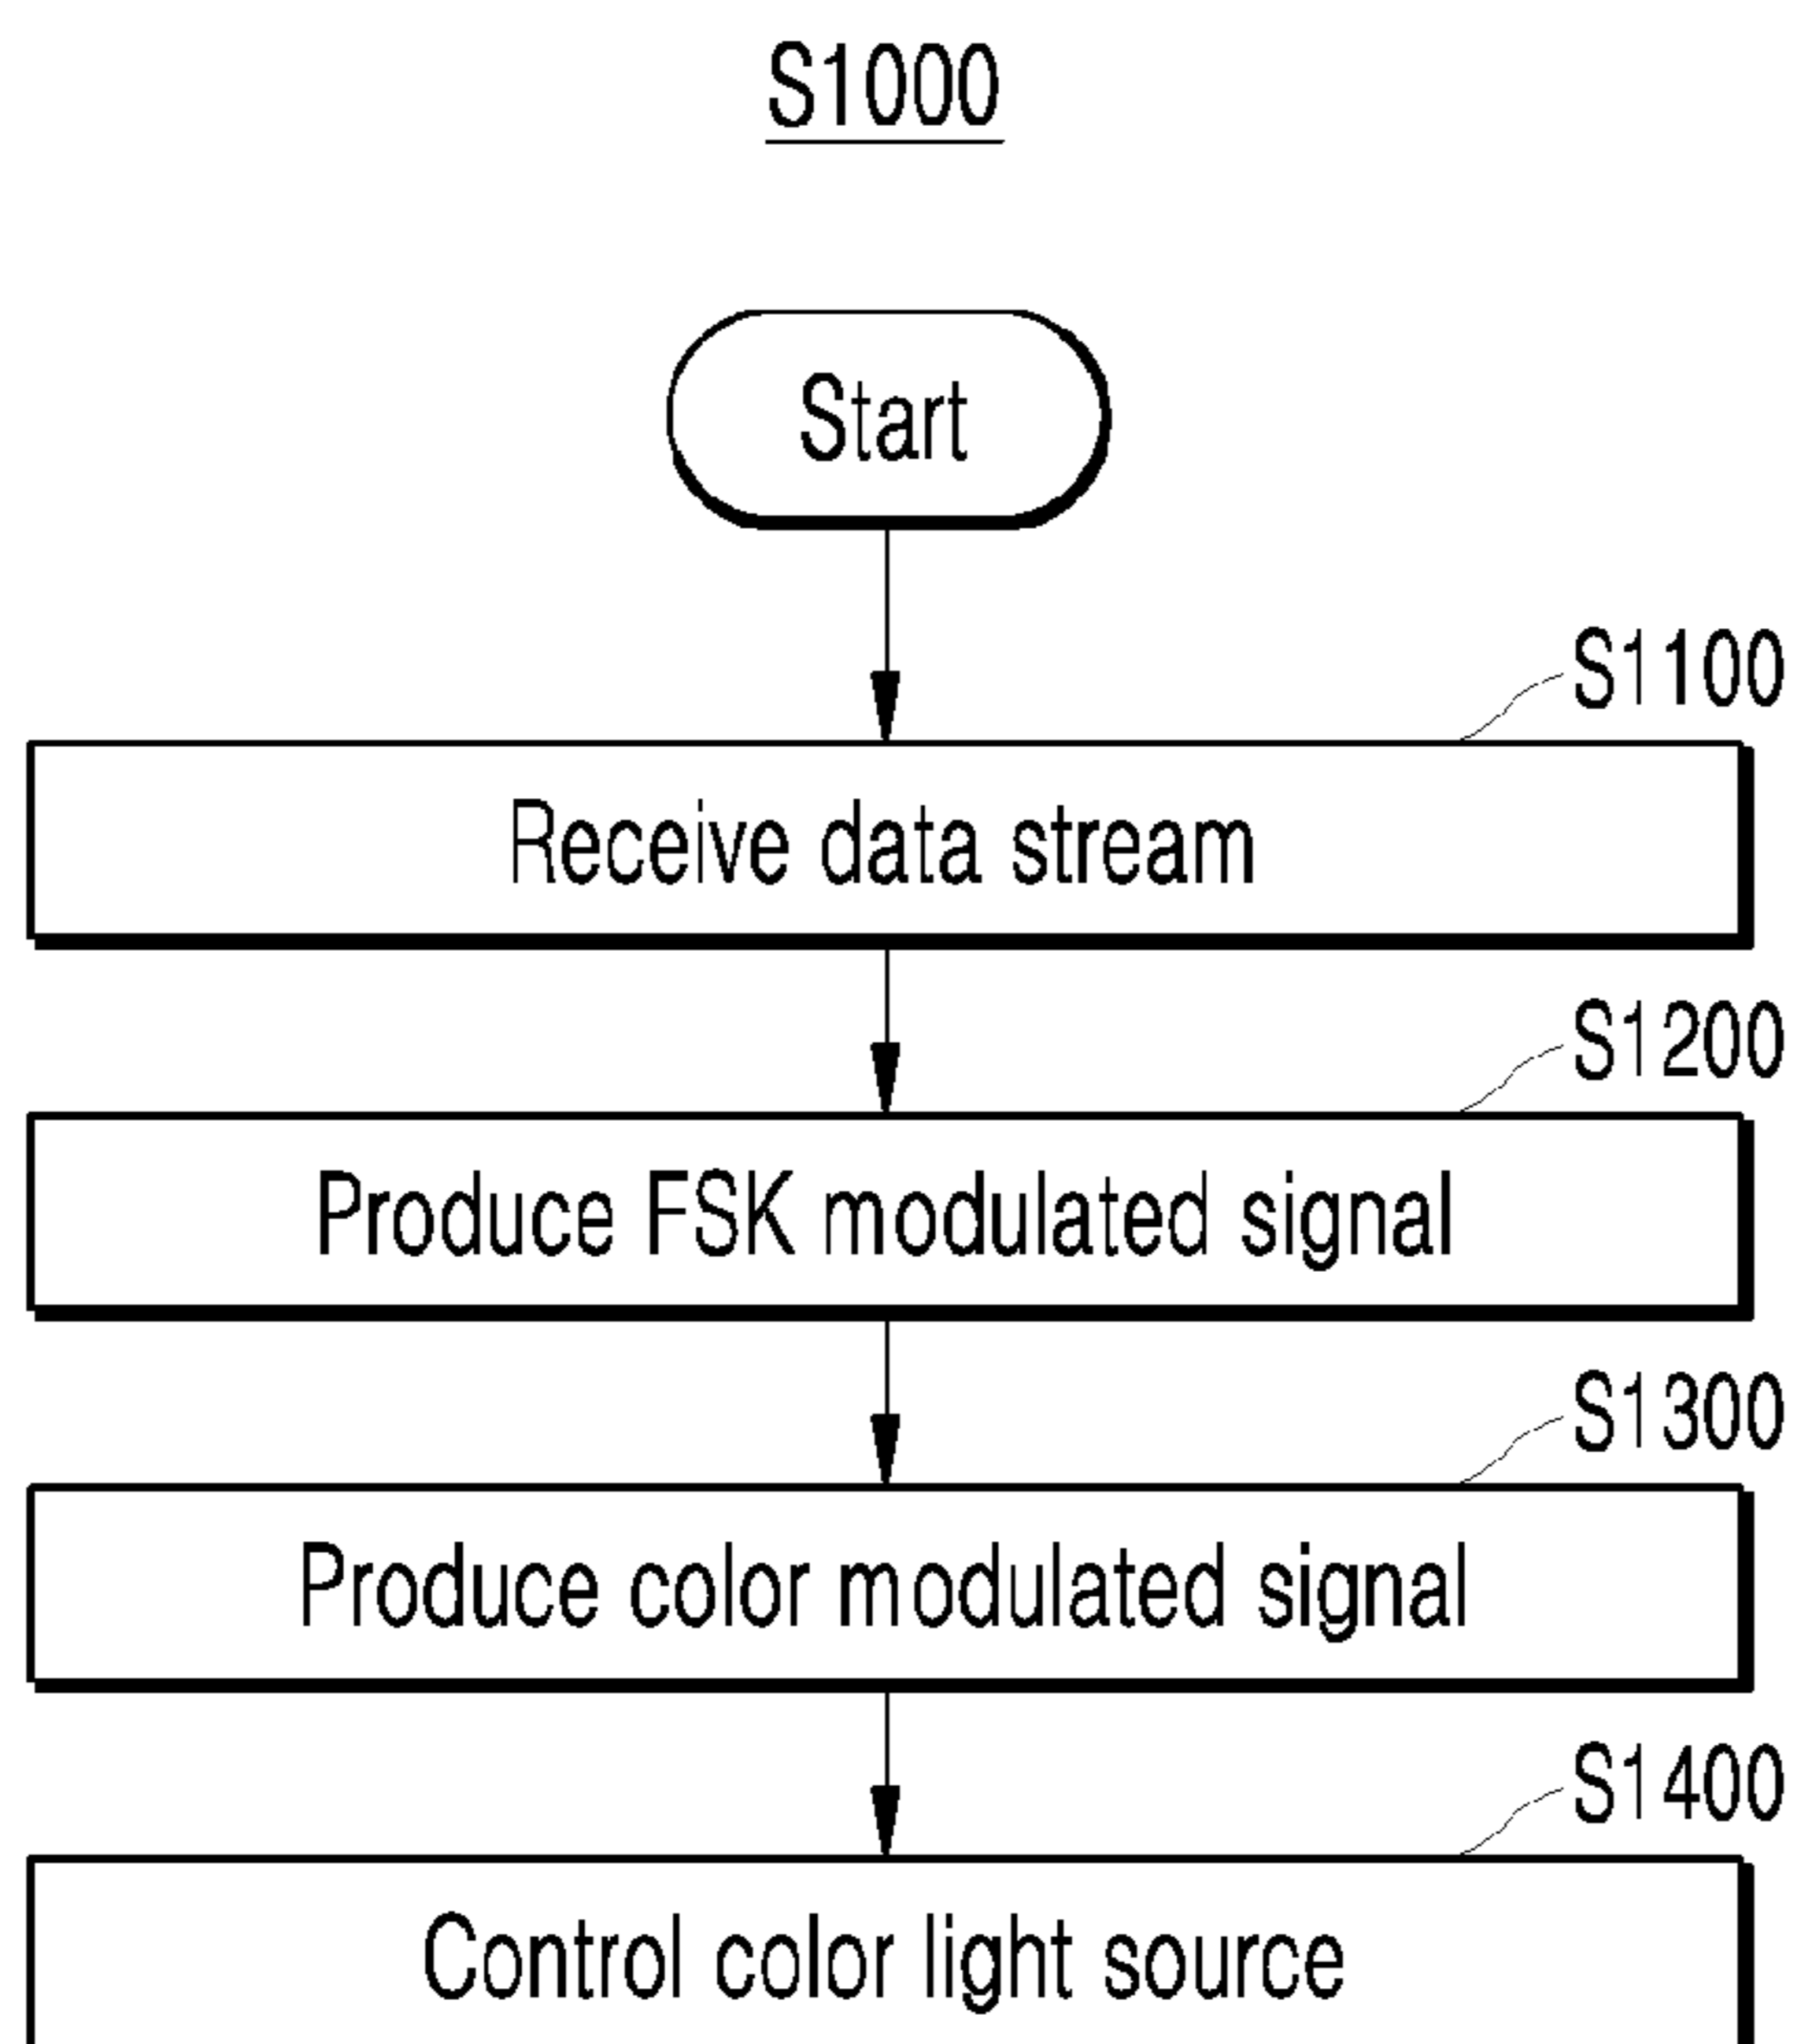 S1000
Start
S1100
Receive data stream
S1200
Produce FSK modulated signal
S1300
Produce color modulated signal
S1400
Control color light source